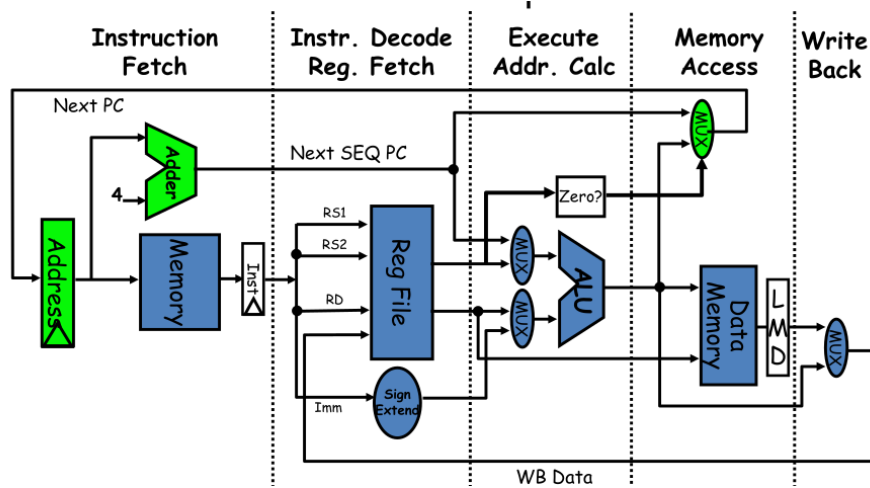 Instruction
Fetch
Instr. Decode
Reg. Fetch
Execute
Addr. Calc
Memory
Access
Write
Back
Next PC
Adder
4
Next SEQ PC
MUX
Zero?
Address
Memory
Inst
RS1
RS2
RD
Reg File
MUX
MUX
ALU
Data
Memory
L
M
D
MUX
Imm
Sign
Extend
WB Data